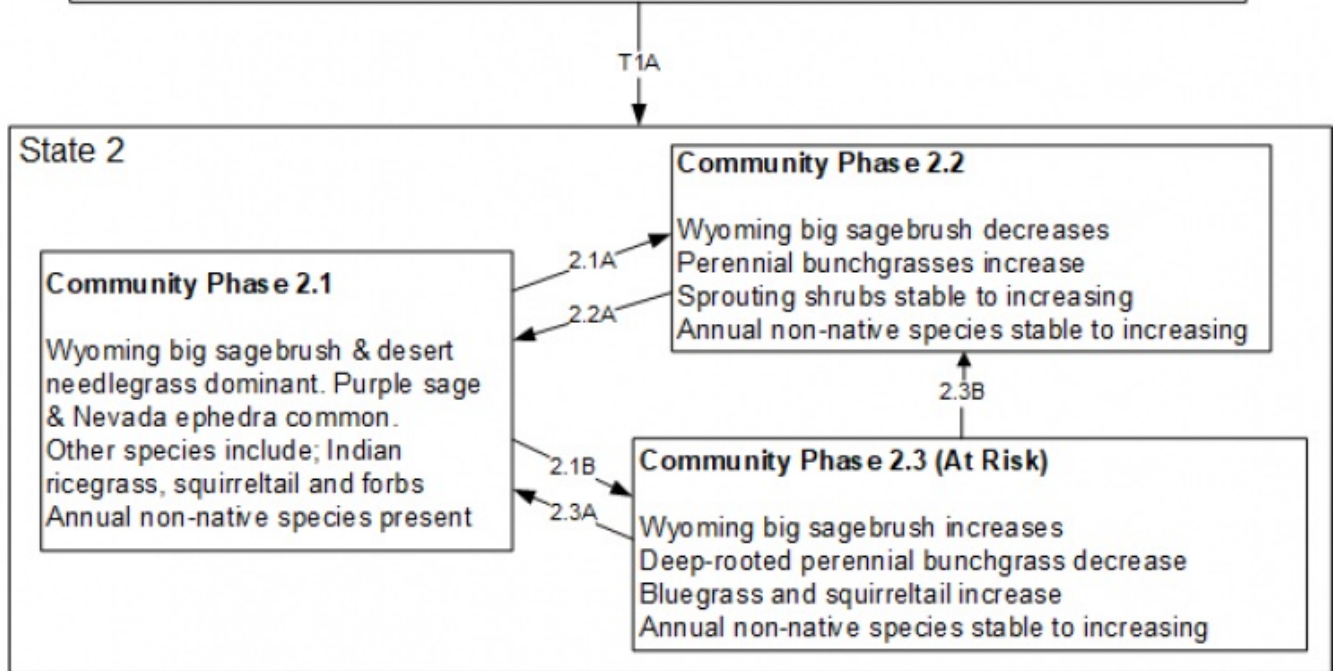 T1A
State 2
Community Phase 2.2
Wyoming big sagebrush decreases
Perennial bunchgrasses increase
Sprouting shrubs stable to increasing
Annual non-native species stable to increasing
2.1A
2.2A
Community Phase 2.1
Wyoming big sagebrush & desert
needlegrass dominant. Purple sage
& Nevada ephedra common.
Other species include; Indian
ricegrass, squirreltail and forbs
Annual non-native species present
2.3B
2.1B
2.3A
Community Phase 2.3 (At Risk)
Wyoming big sagebrush increases
Deep-rooted perennial bunchgrass decrease
Bluegrass and squirreltail increase
Annual non-native species stable to increasing